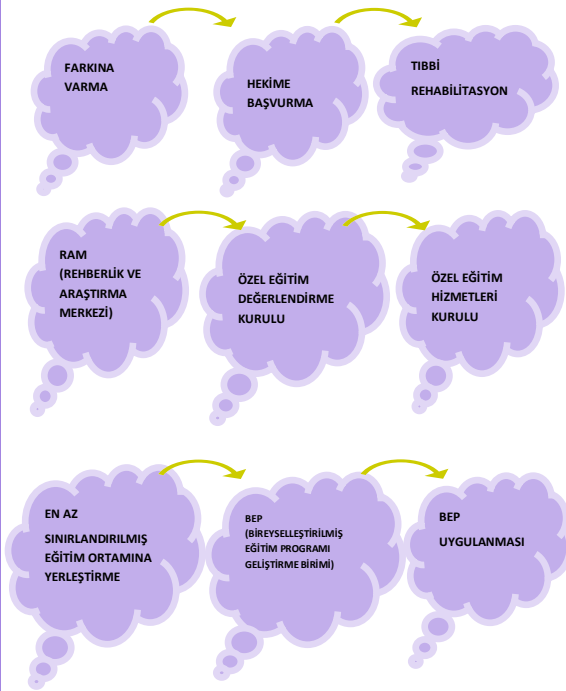 FARKINA
VARMA
HEKİME
BAŞVURMA
TIBBİ
REHABİLİTASYON
RAM
(REHBERLİK VE
ARAŞTIRMA
MERKEZİ)
ÖZEL EĞİTİM
DEĞERLENDİRME
KURULU
ÖZEL EĞİTİM
HİZMETLERİ
KURULU
EN AZ
SINIRLANDIRILMIŞ
EĞİTİM ORTAMINA
YERLEŞTİRME
BEP
(BİREYSELLEŞTİRİLMİŞ
EĞİTİM PROGRAMI
GELİŞTİRME BİRİMİ)
BEP
UYGULANMASI